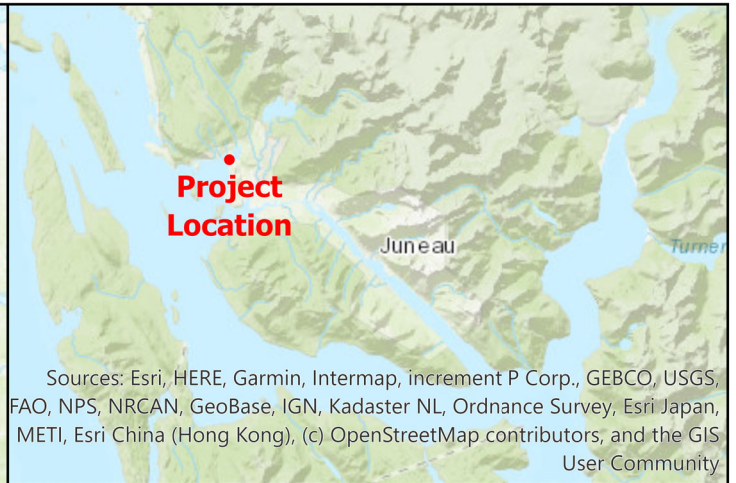 Project
Location
Juneau
Turner
Sources: Esri, HERE, Garmin, Intermap, increment P Corp., GEBCO, USGS,
FAO, NPS, NRCAN, GeoBase, IGN, Kadaster NL, Ordnance Survey, Esri Japan,
METI, Esri China (Hong Kong), (c) OpenStreetMap contributors, and the GIS
User Community